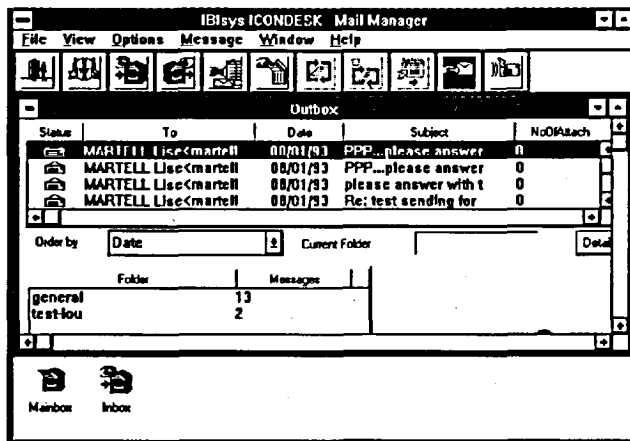 IBIsys ICONDESK Mail Manager
File View Options Message Window Help
Outbox
Status To Date Subject NoOfAttach
MARTELL Lise<martell 08/01/93 PPP...please answer 0
MARTELL Lise<martell 08/01/93 PPP...please answer 0
MARTELL Lise<martell 08/01/93 please answer with t 0
MARTELL Lise<martell 08/01/93 Re: test sending for 0
Order by Date Current Folder Detai
Folder Messages
general 13
test-lou 2
Mainbox Inbox